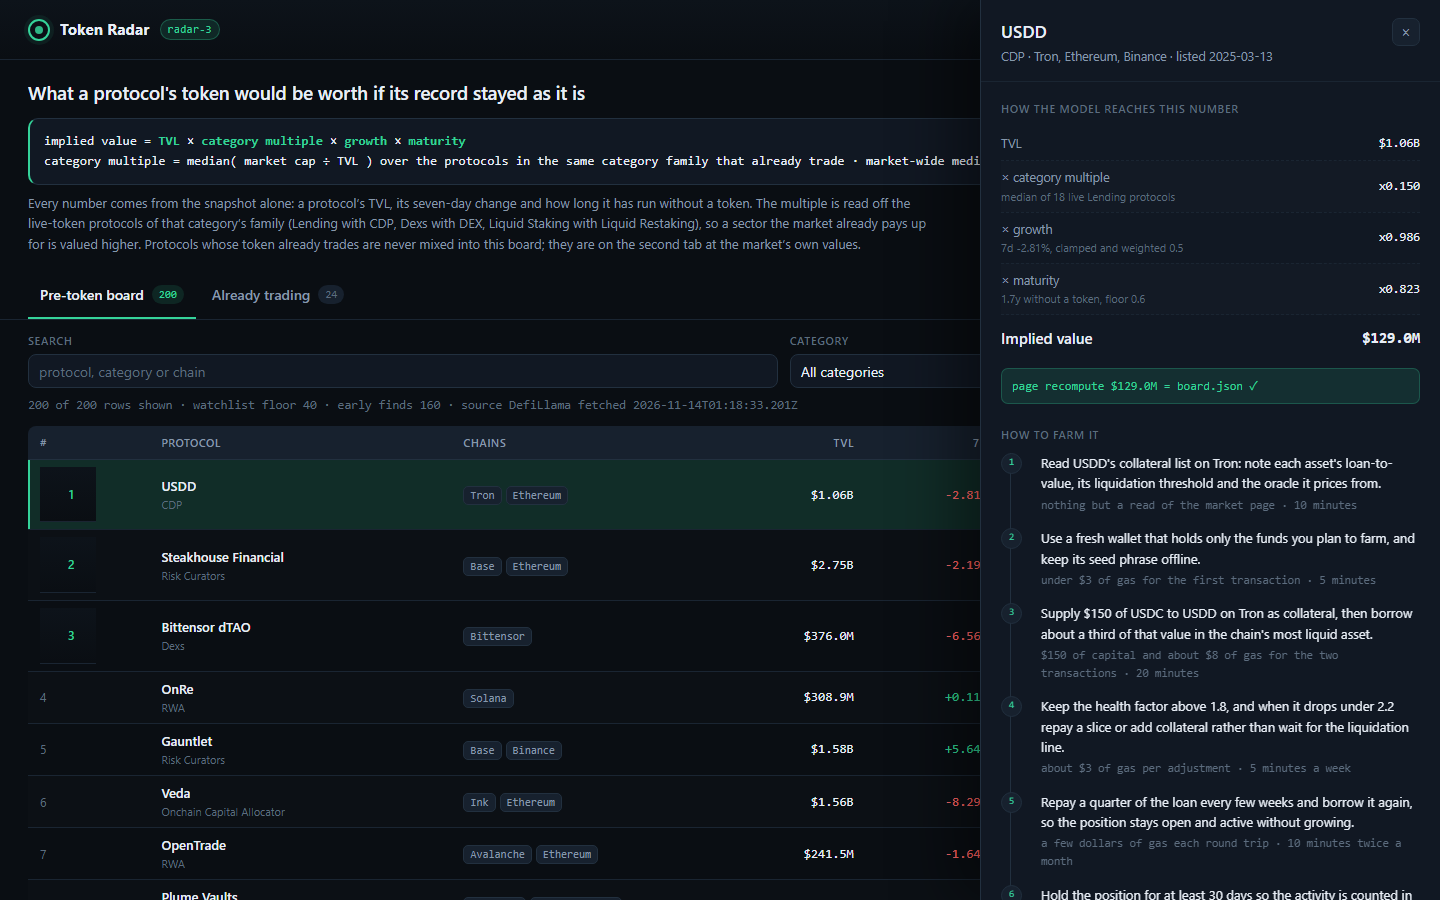 Token Radar radar-3
What a protocol's token would be worth if its record stayed as it is
implied value = TVL × category multiple × growth × maturity
category multiple = median( market cap ÷ TVL ) over the protocols in the same category family that already trade · market-wide medi
Every number comes from the snapshot alone: a protocol's TVL, its seven-day change and how long it has run without a token. The multiple is read off the
live-token protocols of that category's family (Lending with CDP, Dexs with DEX, Liquid Staking with Liquid Restaking), so a sector the market already pays up
for is valued higher. Protocols whose token already trades are never mixed into this board; they are on the second tab at the market's own values.
Pre-token board 200 Already trading 24
SEARCH CATEGORY
protocol, category or chain All categories
200 of 200 rows shown · watchlist floor 40 · early finds 160 · source DefiLlama fetched 2026-11-14T01:18:33.201Z
# PROTOCOL CHAINS TVL 7
1 USDD Tron Ethereum $1.06B -2.81
CDP
2 Steakhouse Financial Base Ethereum $2.75B -2.19
Risk Curators
3 Bittensor dTAO Bittensor $376.0M -6.56
Dexs
4 OnRe Solana $308.9M +0.11
RWA
5 Gauntlet Base Binance $1.58B +5.64
Risk Curators
6 Veda Ink Ethereum $1.56B -8.29
Onchain Capital Allocator
7 OpenTrade Avalanche Ethereum $241.5M -1.64
RWA
Plume Vaults
USDD ×
CDP · Tron, Ethereum, Binance · listed 2025-03-13
HOW THE MODEL REACHES THIS NUMBER
TVL $1.06B
× category multiple x0.150
median of 18 live Lending protocols
× growth x0.986
7d -2.81%, clamped and weighted 0.5
× maturity x0.823
1.7y without a token, floor 0.6
Implied value $129.0M
page recompute $129.0M = board.json ✓
HOW TO FARM IT
1 Read USDD's collateral list on Tron: note each asset's loan-to-
value, its liquidation threshold and the oracle it prices from.
nothing but a read of the market page · 10 minutes
2 Use a fresh wallet that holds only the funds you plan to farm, and
keep its seed phrase offline.
under $3 of gas for the first transaction · 5 minutes
3 Supply $150 of USDC to USDD on Tron as collateral, then borrow
about a third of that value in the chain's most liquid asset.
$150 of capital and about $8 of gas for the two
transactions · 20 minutes
4 Keep the health factor above 1.8, and when it drops under 2.2
repay a slice or add collateral rather than wait for the liquidation
line.
about $3 of gas per adjustment · 5 minutes a week
5 Repay a quarter of the loan every few weeks and borrow it again,
so the position stays open and active without growing.
a few dollars of gas each round trip · 10 minutes twice a
month
6 Hold the position for at least 30 days so the activity is counted in